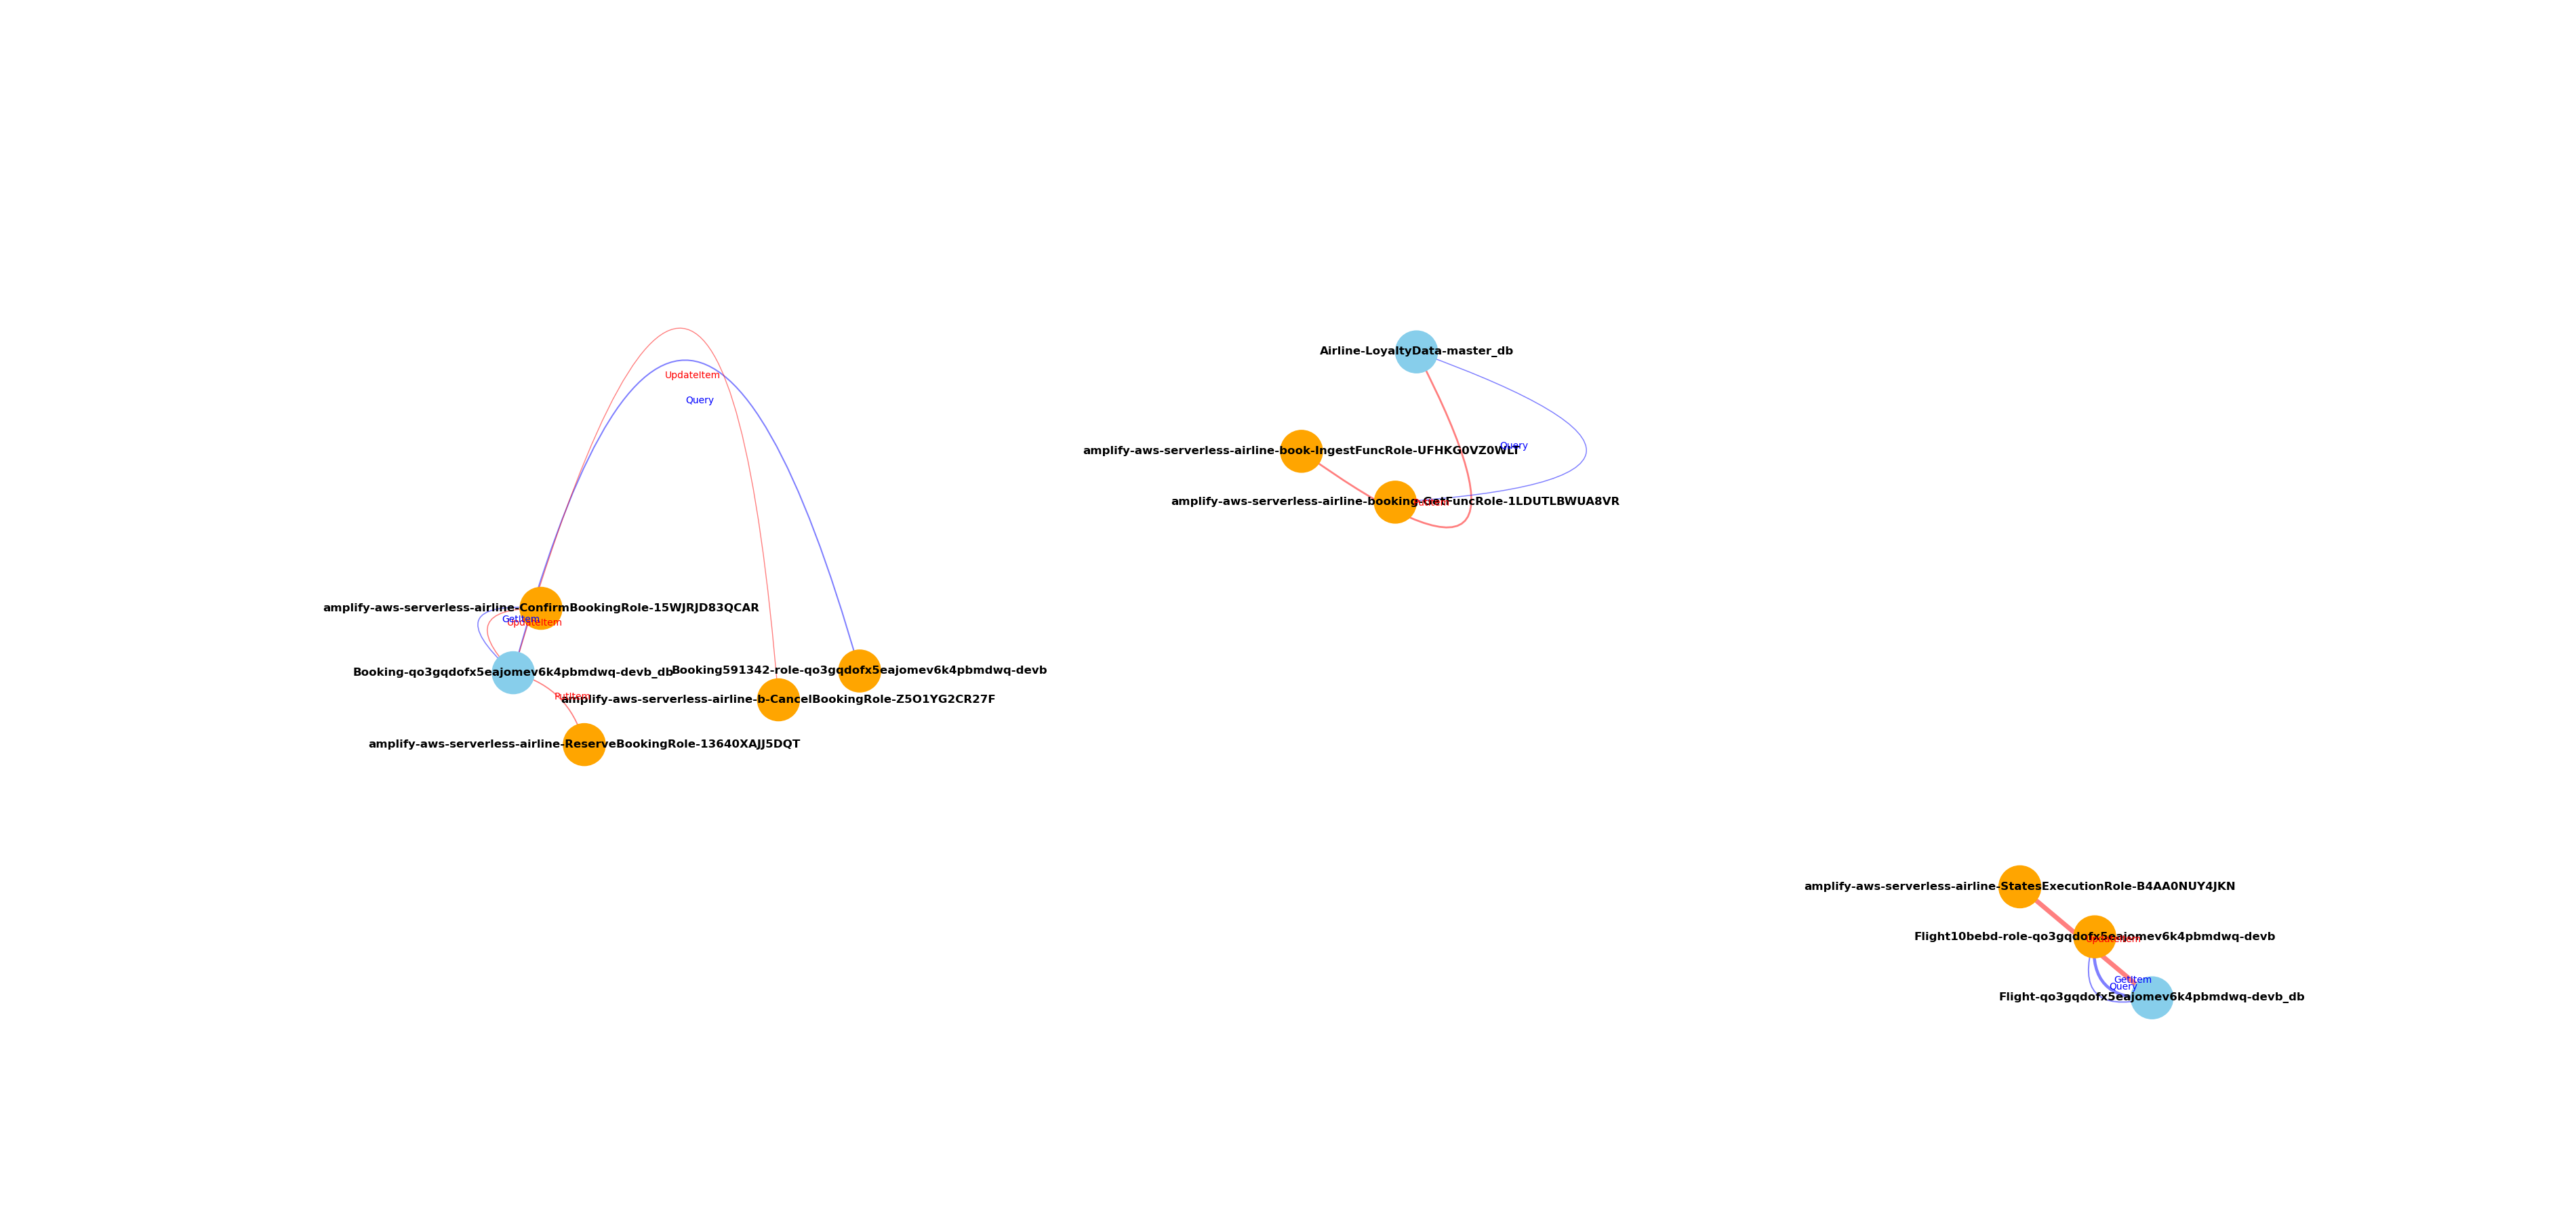 UpdateItem
Query
amplify-aws-serverless-airline-ConfirmBookingRole-15WJRJD83QCAR
GetItem
UpdateItem
Booking-qo3gqdofx5eajomev6k4pbmdwq-devb_db
Booking591342-role-qo3gqdofx5eajomev6k4pbmdwq-devb
PutItem
amplify-aws-serverless-airline-b-CancelBookingRole-Z5O1YG2CR27F
amplify-aws-serverless-airline-ReserveBookingRole-13640XAJJ5DQT
Airline-LoyaltyData-master_db
Query
amplify-aws-serverless-airline-book-IngestFuncRole-UFHKG0VZ0WLT
amplify-aws-serverless-airline-booking-GetFuncRole-1LDUTLBWUA8VR
amplify-aws-serverless-airline-StatesExecutionRole-B4AA0NUY4JKN
Flight10bebd-role-qo3gqdofx5eajomev6k4pbmdwq-devb
UpdateItem
GetItem
Query
Flight-qo3gqdofx5eajomev6k4pbmdwq-devb_db